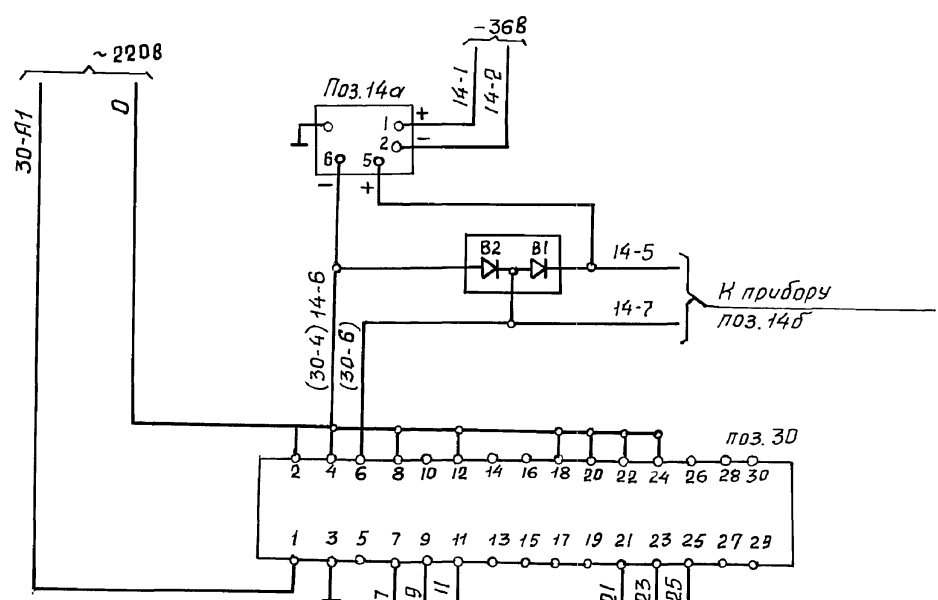 ~220В
-36В
30-А1
0
Поз.14а
14-1
14-2
+
1
2
-
6
5
-
+
В2
В1
14-5
14-7
К прибору
поз.14б
(30-4) 14-6
(30-6)
поз.30
2 4 6 8 10 12 14 16 18 20 22 24 26 28 30
1 3 5 7 9 11 13 15 17 19 21 23 25 27 29
7 9 11 21 23 25